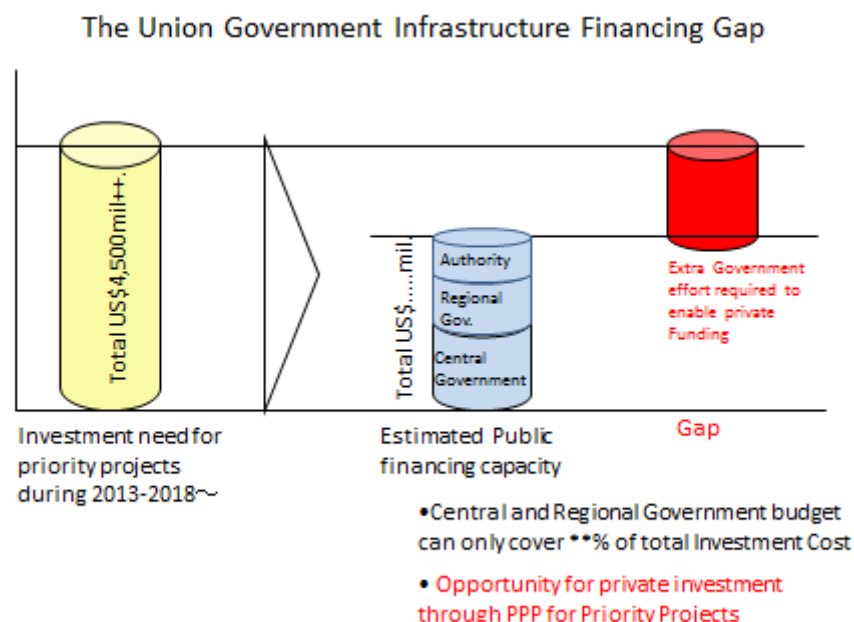 The Union Government Infrastructure Financing Gap
Total US$4,500mil++.
Total US$.....mil.
Authority
Regional
Gov.
Central
Government
Extra Government
effort required to
enable private
Funding
Investment need for
priority projects
during 2013-2018～
Estimated Public
financing capacity
Gap
•Central and Regional Government budget
can only cover **% of total Investment Cost
• Opportunity for private investment
through PPP for Priority Projects